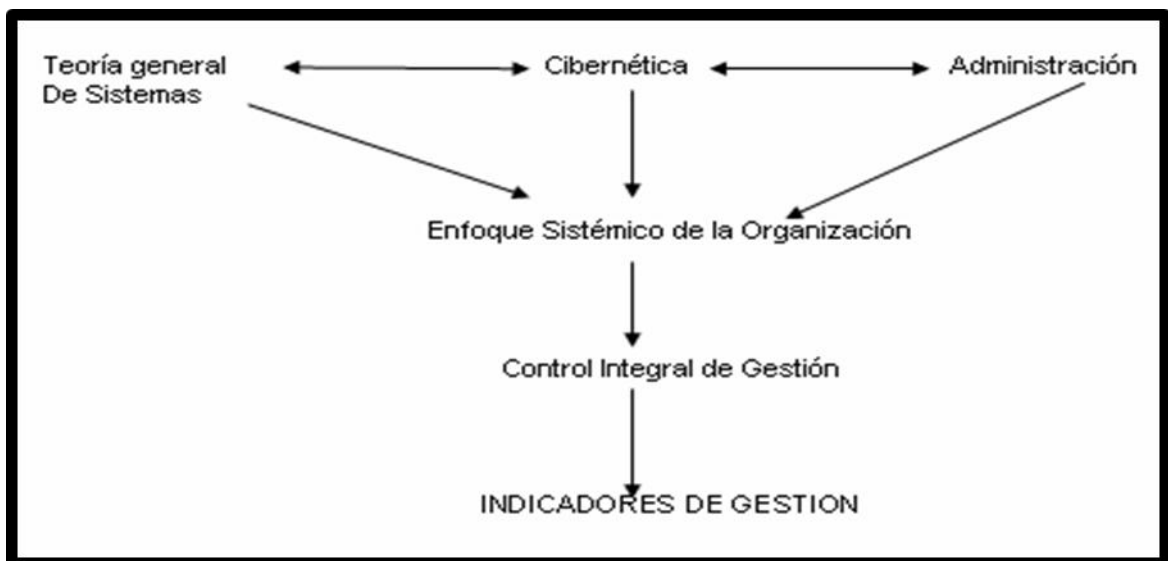 Teoría general
De Sistemas
Cibernética
Administración
Enfoque Sistémico de la Organización
Control Integral de Gestión
INDICADORES DE GESTION